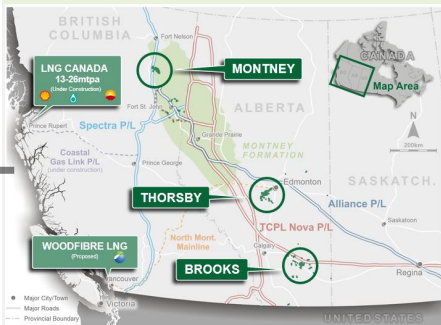 BRITISH
COLUMBIA
Fort Nelson
CANADA
Map Area
LNG CANADA
13-26mtpa
(Under Construction)
MONTNEY
N
200km
Fort St. John
ALBERTA
Prince Rupert
Spectra P/L
Grande Prairie
Coastal
Gas Link P/L
(under construction)
Prince George
MONTNEY
FORMATION
SASKATCH.
Edmonton
THORSBY
Alliance P/L
Saskatoon
TCPL Nova P/L
WOODFIBRE LNG
(Proposed)
North Mont.
Mainline
Calgary
BROOKS
Regina
Vancouver
Victoria
Major City/Town
Major Roads
Provincial Boundary
UNITED STATES